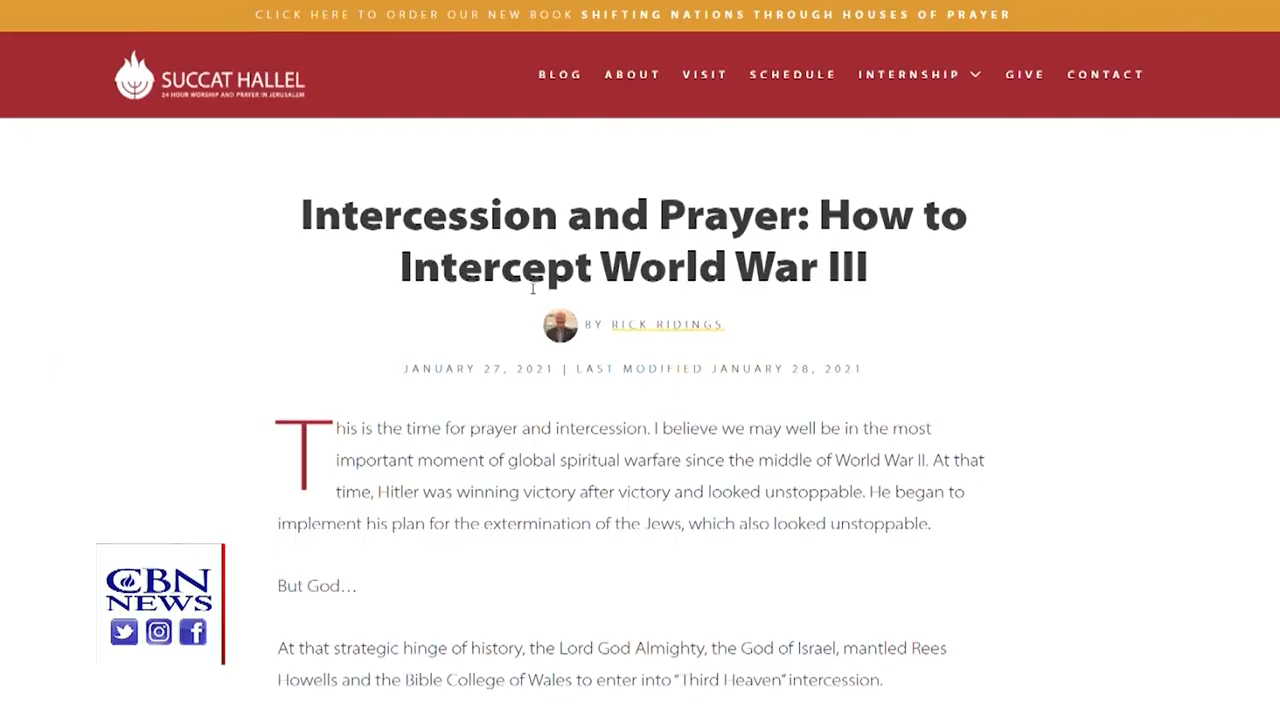 CLICK HERE TO ORDER OUR NEW BOOK SHIFTING NATIONS THROUGH HOUSES OF PRAYER
SUCCAT HALLEL
24 HOUR WORSHIP AND PRAYER IN JERUSALEM
BLOG ABOUT VISIT SCHEDULE INTERNSHIP GIVE CONTACT
Intercession and Prayer: How to
Intercept World War III
BY RICK RIDINGS
JANUARY 27, 2021 | LAST MODIFIED JANUARY 28, 2021
This is the time for prayer and intercession. I believe we may well be in the most
important moment of global spiritual warfare since the middle of World War II. At that
time, Hitler was winning victory after victory and looked unstoppable. He began to
implement his plan for the extermination of the Jews, which also looked unstoppable.
But God…
At that strategic hinge of history, the Lord God Almighty, the God of Israel, mantled Rees
Howells and the Bible College of Wales to enter into “Third Heaven” intercession.
CBN
NEWS